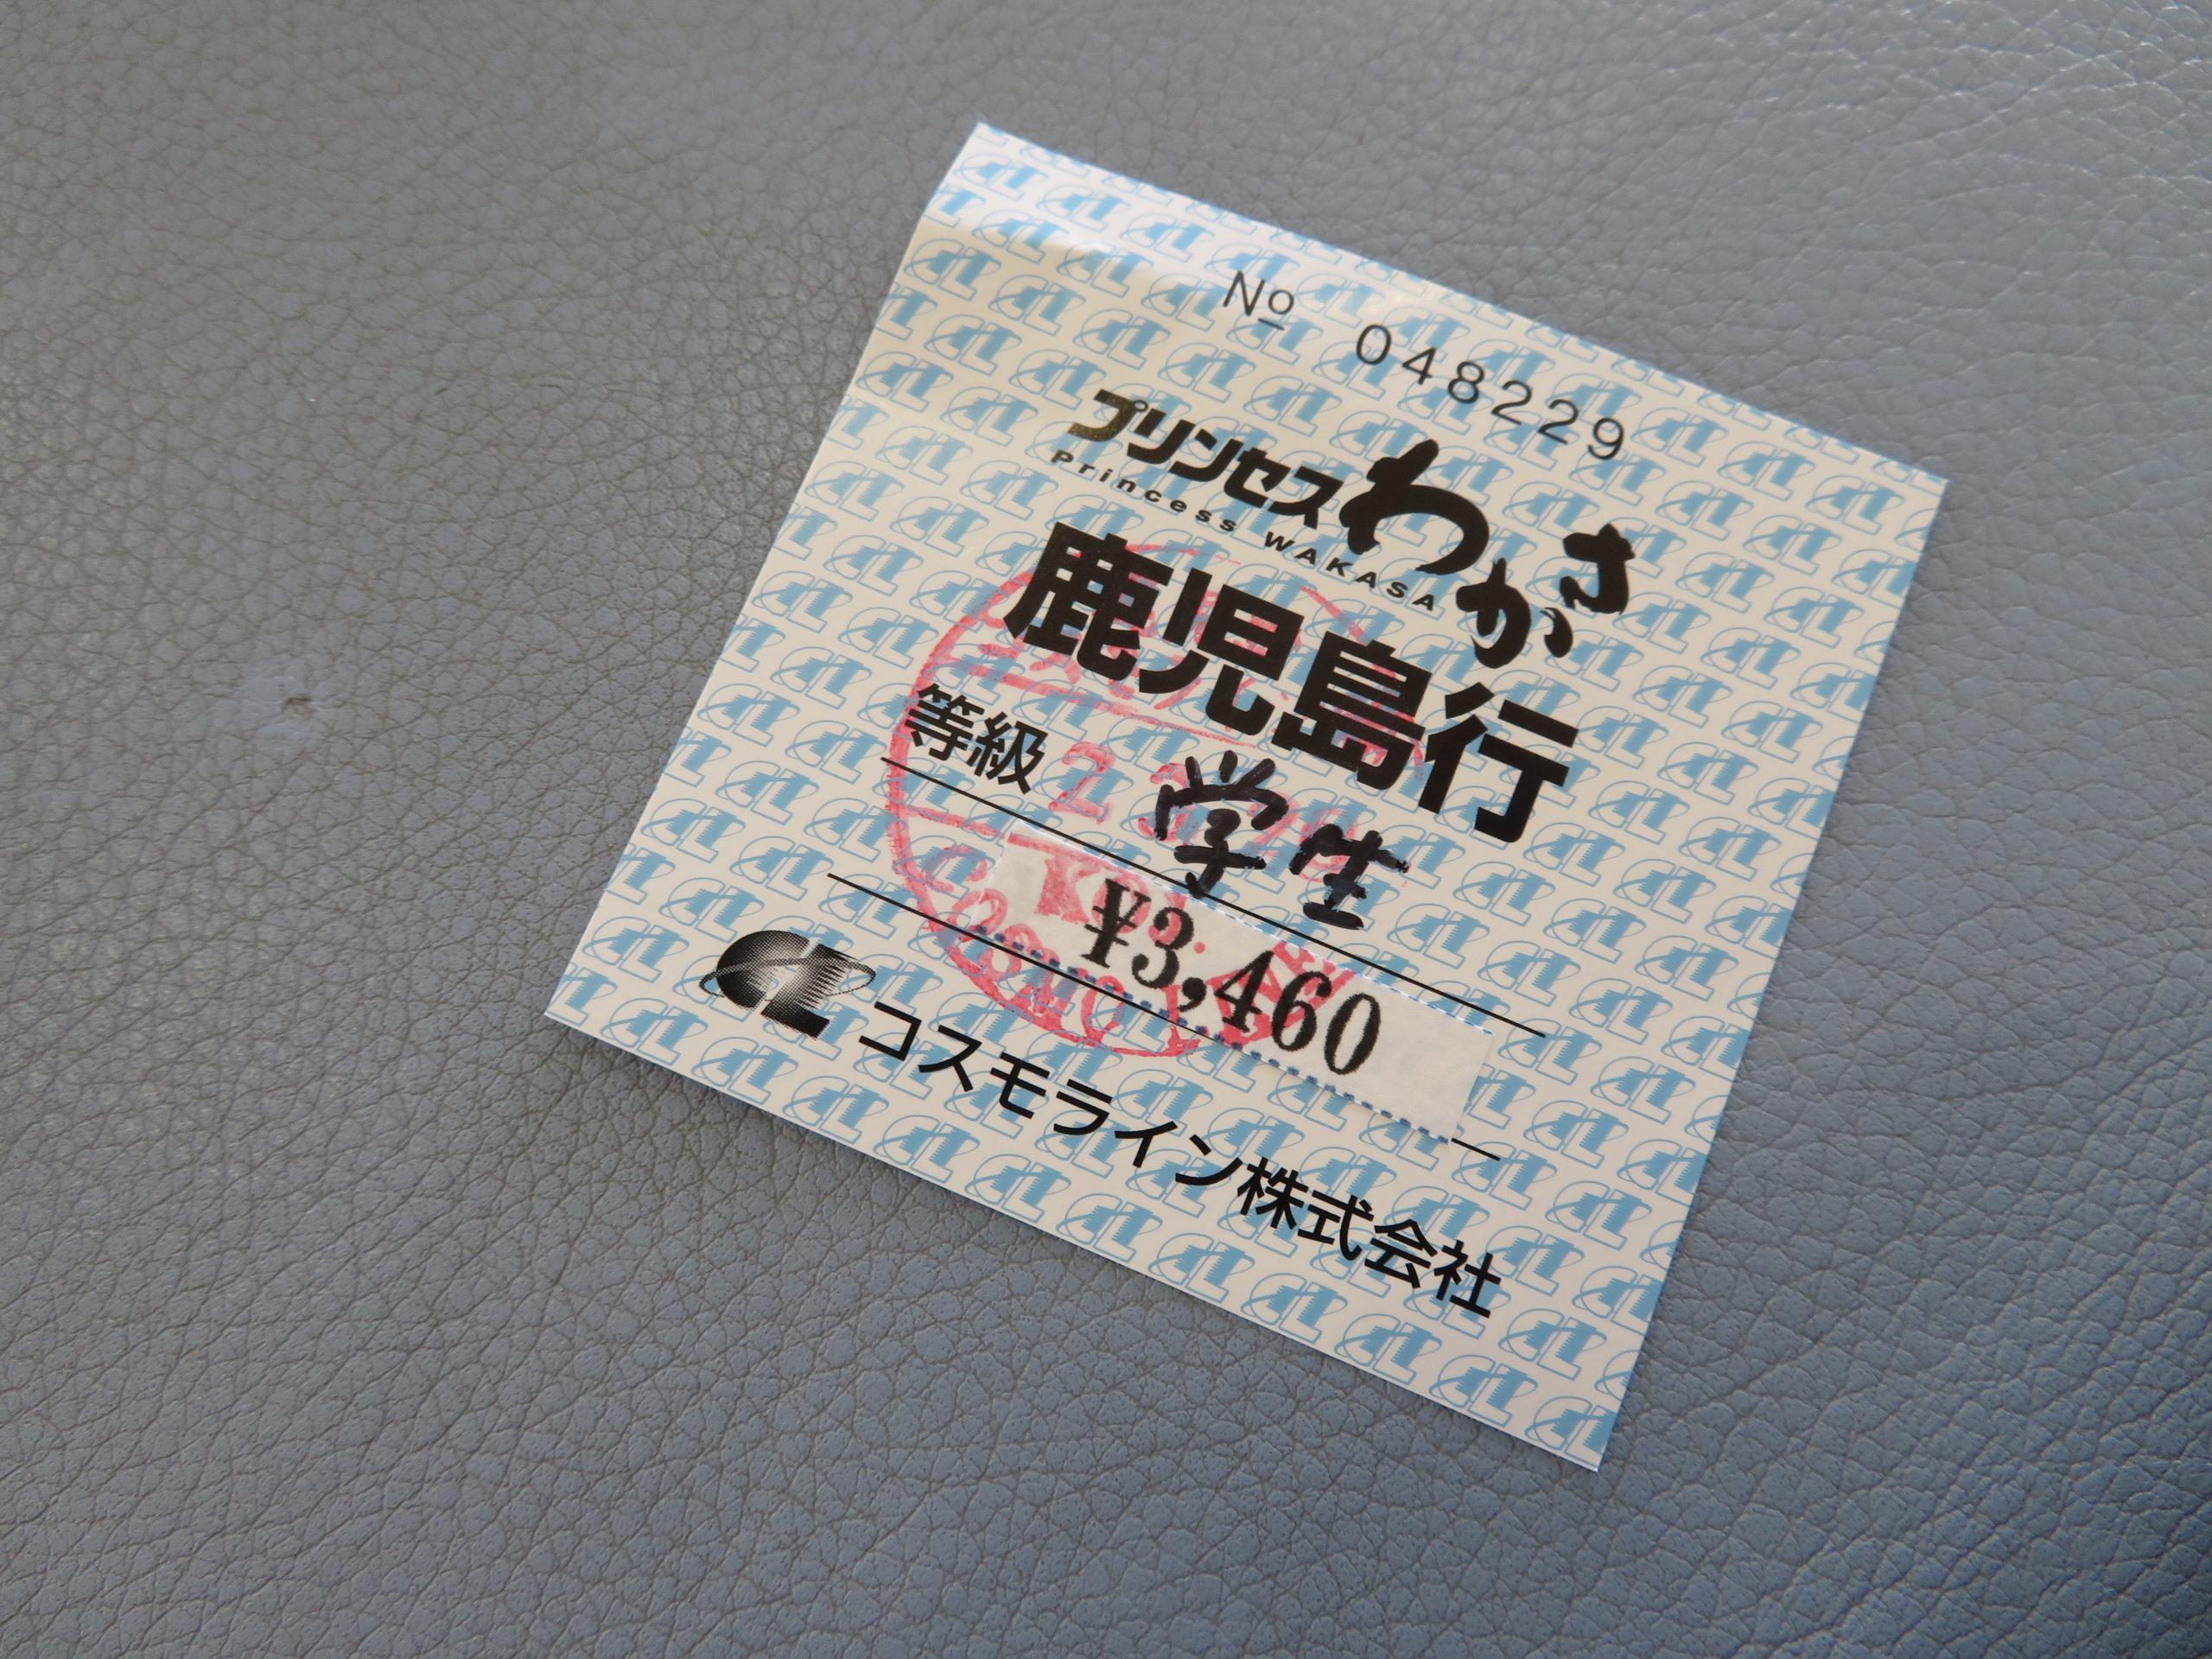 No 048229
プリンセスわかさ
Princess WAKASA
鹿児島行
等級 学生
¥3,460
コスモライン株式会社